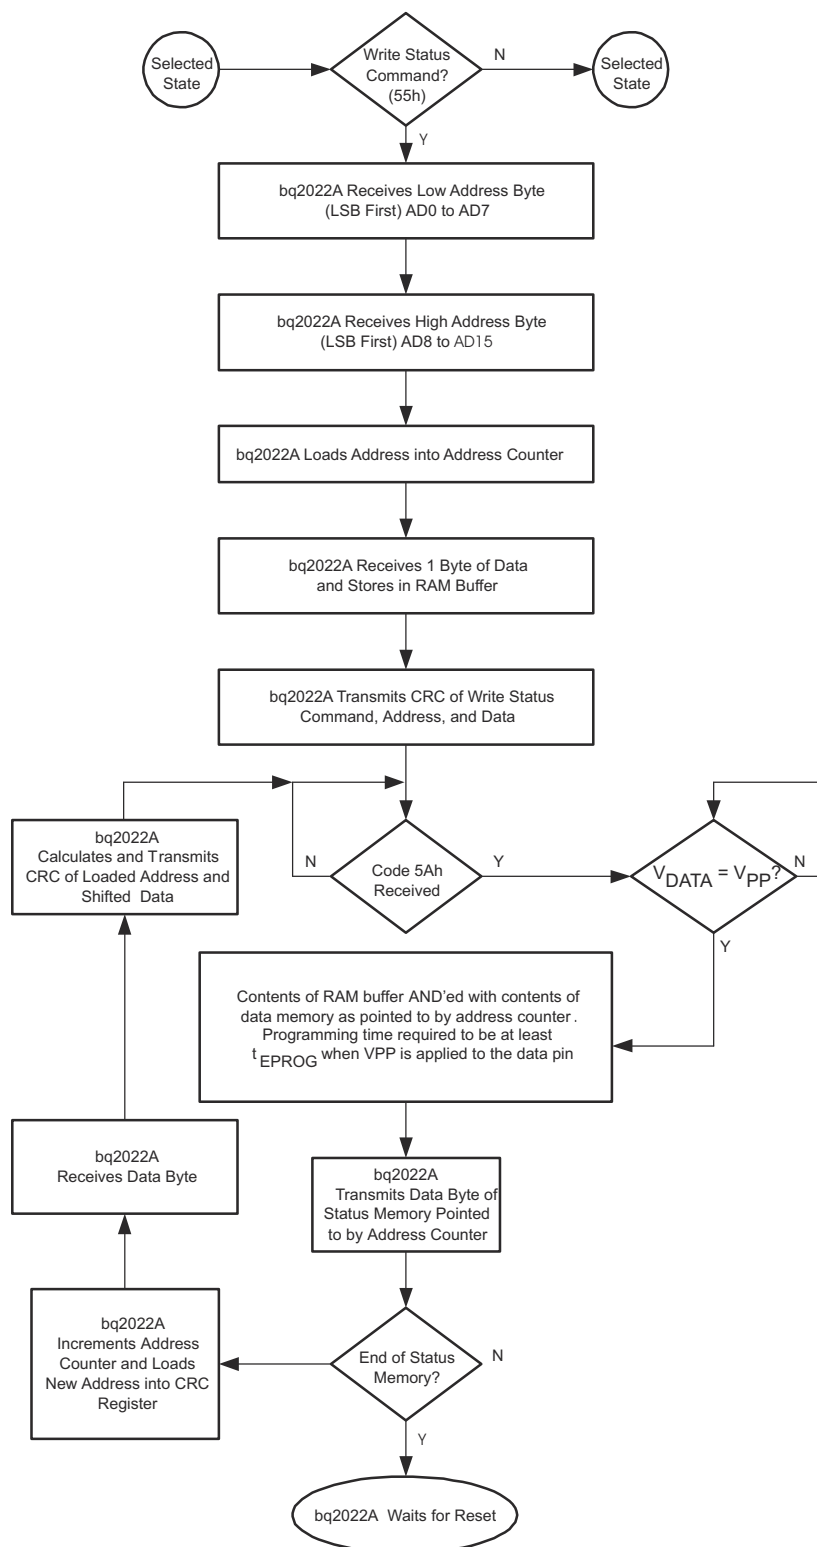 Selected
State
Write Status
Command?
(55h)
N
Selected
State
Y
bq2022A Receives Low Address Byte
(LSB First) AD0 to AD7
bq2022A Receives High Address Byte
(LSB First) AD8 to AD15
bq2022A Loads Address into Address Counter
bq2022A Receives 1 Byte of Data
and Stores in RAM Buffer
bq2022A Transmits CRC of Write Status
Command, Address, and Data
bq2022A
Calculates and Transmits
CRC of Loaded Address and
Shifted Data
N
Code 5Ah
Received
Y
VDATA = VPP?
N
Y
Contents of RAM buffer AND'ed with contents of
data memory as pointed to by address counter.
Programming time required to be at least
tEPROG when VPP is applied to the data pin
bq2022A
Receives Data Byte
bq2022A
Transmits Data Byte of
Status Memory Pointed
to by Address Counter
bq2022A
Increments Address
Counter and Loads
New Address into CRC
Register
End of Status
Memory?
N
Y
bq2022A Waits for Reset